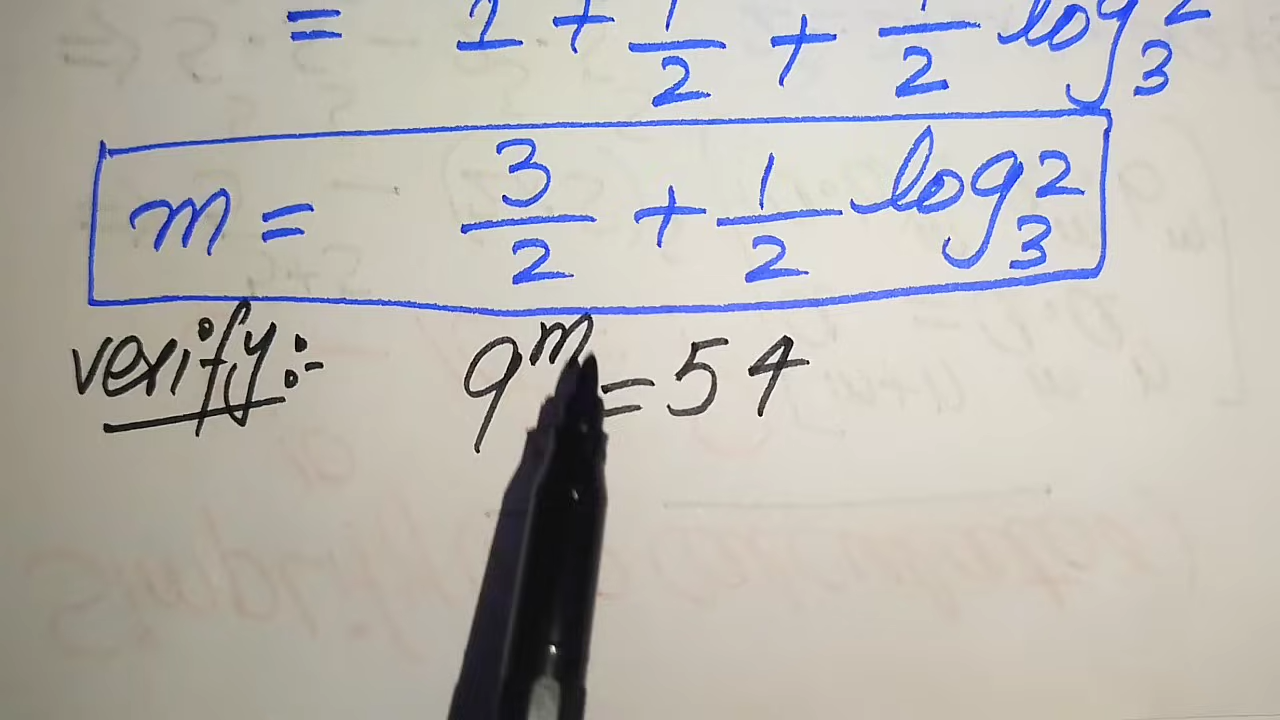 = 1 + 1/2 + 1/2 log₃2
m = 3/2 + 1/2 log₃2
verify:- 9ᵐ = 54